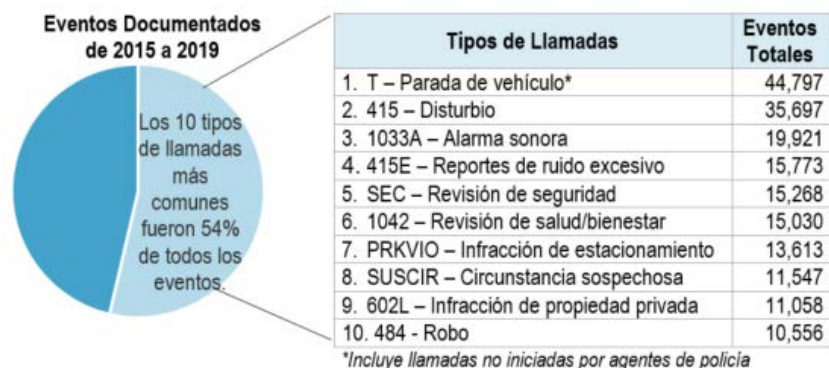 Eventos Documentados
de 2015 a 2019
Los 10 tipos
de llamadas
más
comunes
fueron 54%
de todos los
eventos.
Tipos de Llamadas Eventos Totales
1. T – Parada de vehículo* 44,797
2. 415 – Disturbio 35,697
3. 1033A – Alarma sonora 19,921
4. 415E – Reportes de ruido excesivo 15,773
5. SEC – Revisión de seguridad 15,268
6. 1042 – Revisión de salud/bienestar 15,030
7. PRKVIO – Infracción de estacionamiento 13,613
8. SUSCIR – Circunstancia sospechosa 11,547
9. 602L – Infracción de propiedad privada 11,058
10. 484 - Robo 10,556
*Incluye llamadas no iniciadas por agentes de policía